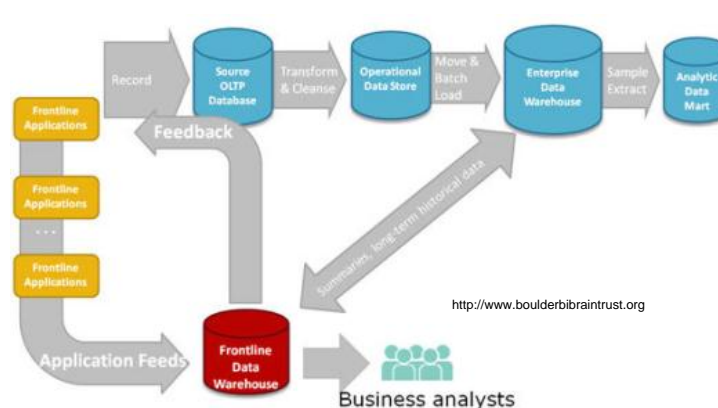 Record
Source
OLTP
Database
Transform
& Cleanse
Operational
Data Store
Move &
Batch
Load
Enterprise
Data
Warehouse
Sample
Extract
Analytic
Data
Mart
Frontline
Applications
Feedback
Frontline
Applications
...
Frontline
Applications
Summaries, long-term historical data
http://www.boulderbibraintrust.org
Application Feeds
Frontline
Data
Warehouse
Business analysts